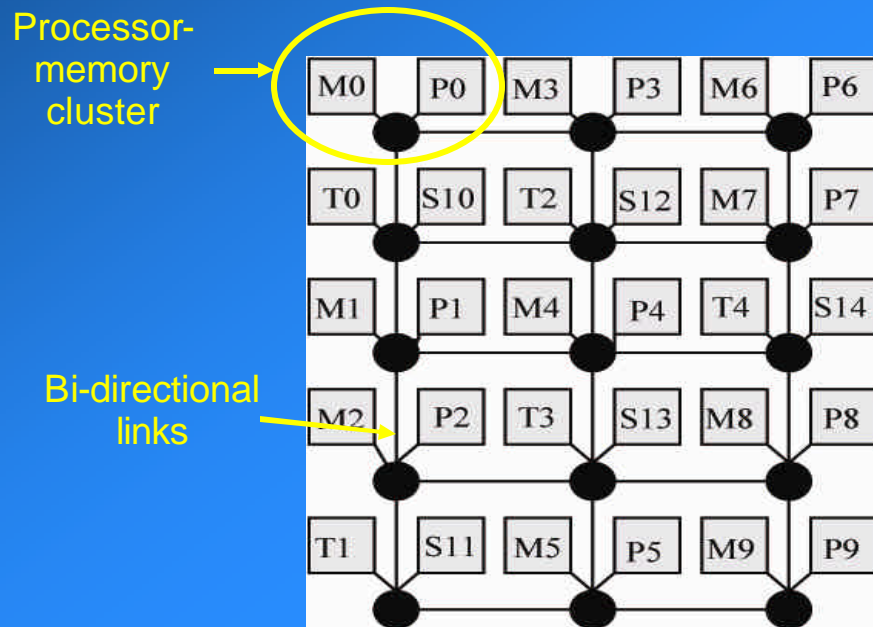 Processor-
memory
cluster
M0 P0 M3 P3 M6 P6
T0 S10 T2 S12 M7 P7
M1 P1 M4 P4 T4 S14
Bi-directional
links
M2 P2 T3 S13 M8 P8
T1 S11 M5 P5 M9 P9